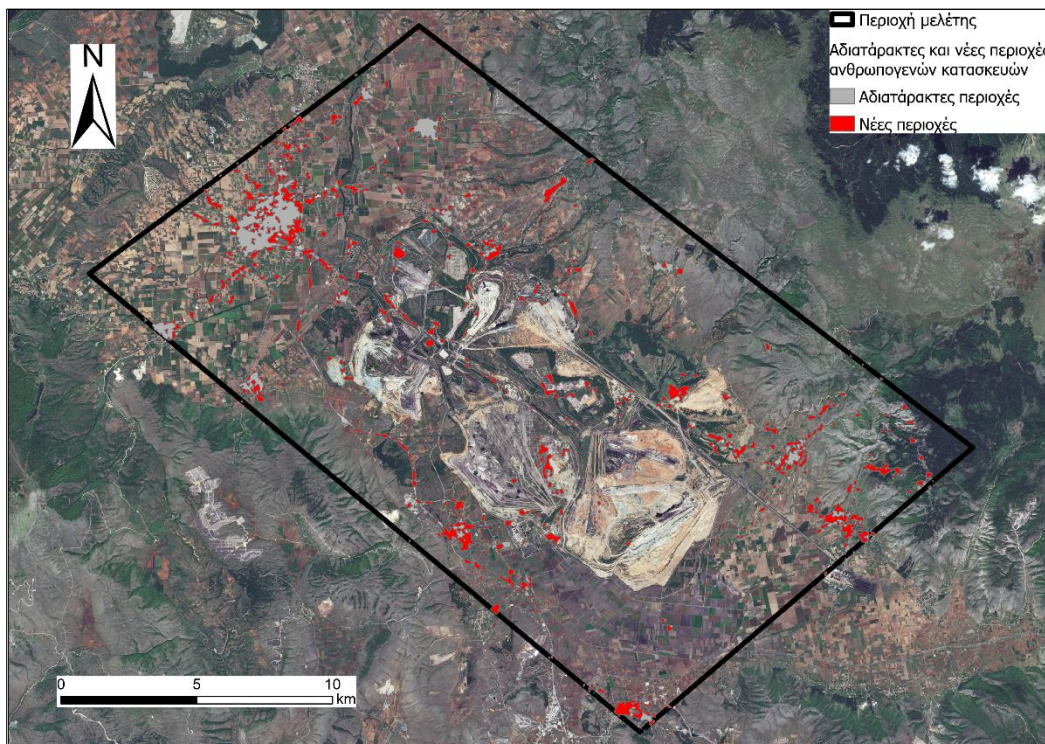 N
Περιοχή μελέτης
Αδιατάρακτες και νέες περιοχές
ανθρωπογενών κατασκευών
Αδιατάρακτες περιοχές
Νέες περιοχές
0 5 10
km